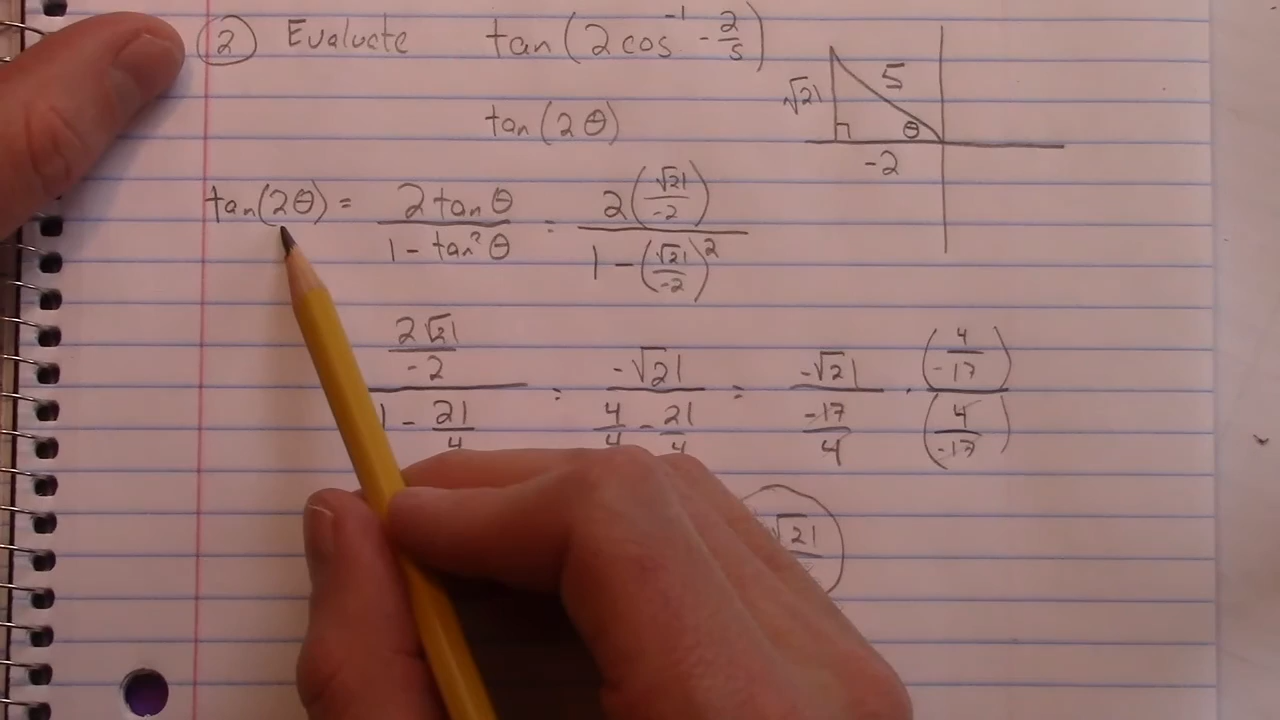 2 Evaluate tan(2cos⁻¹ -2/5)
√21 5
tan(2θ) θ
-2
tan(2θ) = 2tanθ/(1 - tan²θ) = 2(√21/-2)/(1 - (√21/-2)²)
(2√21/-2)/(1 - 21/4) = -√21/(4/4 - 21/4) = -√21/(-17/4) · (4/-17)/(4/-17)
√21